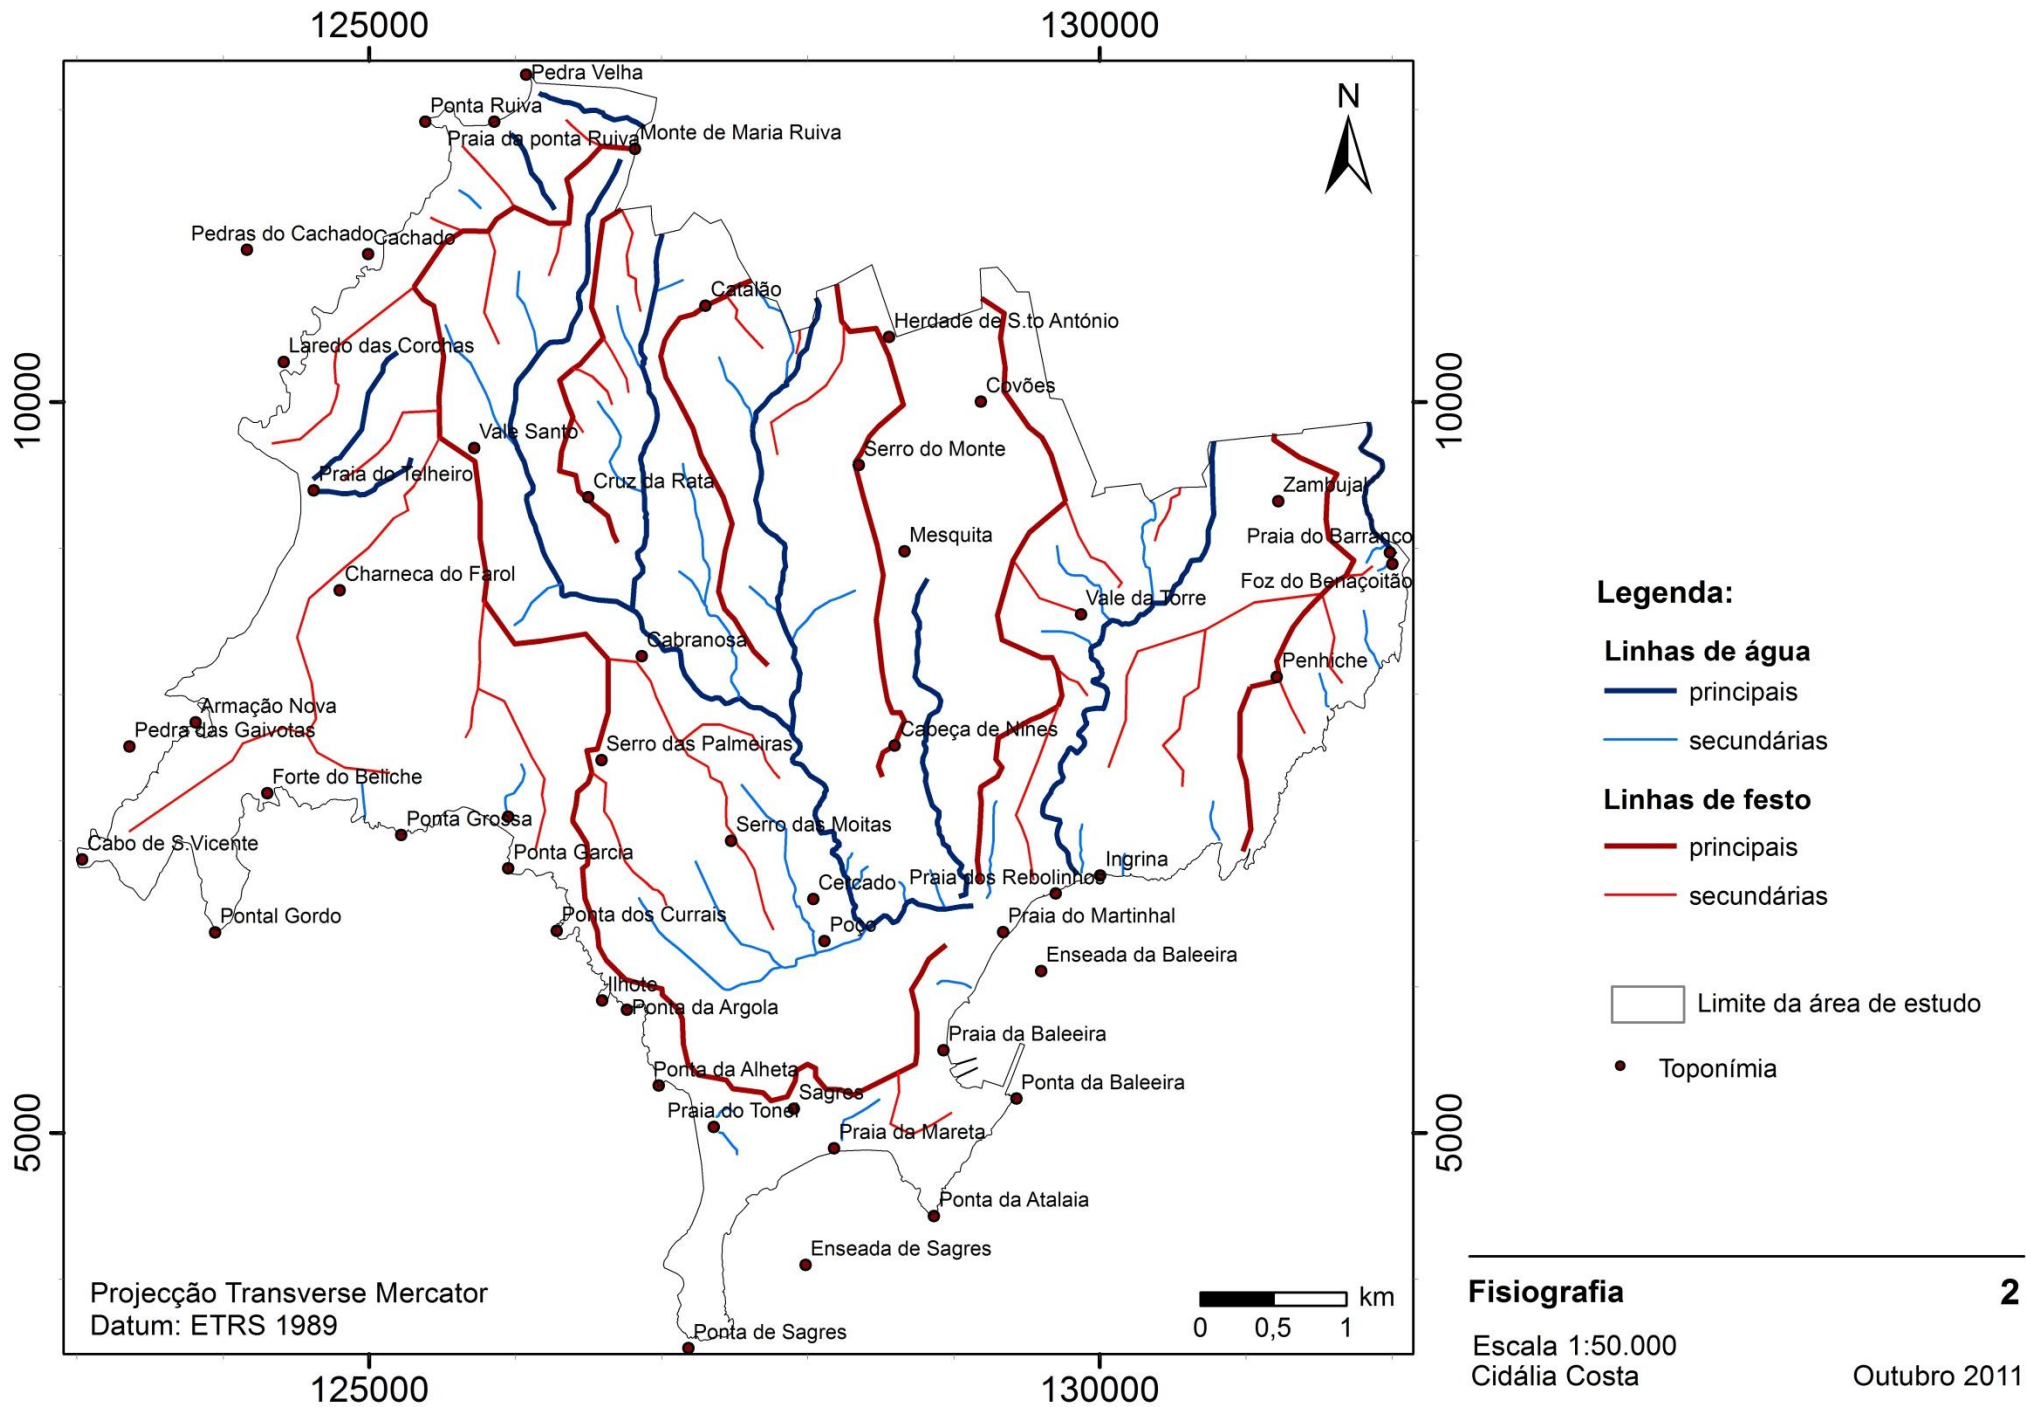 125000
130000
Pedra Velha
Ponta Ruiva
Praia da ponta Ruiva
Monte de Maria Ruiva
N
Pedras do Cachado
Cachado
Catalão
Herdade de S.to António
Laredo das Corchas
Covões
10000
10000
Vale Santo
Serro do Monte
Praia do Telheiro
Cruz da Rata
Zambujal
Mesquita
Praia do Barranco
Charneca do Farol
Foz do Benaçoitão
Vale da Torre
Cabranosa
Penhiche
Armação Nova
Pedra das Gaivotas
Cabeça de Nines
Serro das Palmeiras
Forte do Beliche
Ponta Grossa
Serro das Moitas
Cabo de S. Vicente
Ponta Garcia
Ingrina
Cercado
Praia dos Rebolinhos
Pontal Gordo
Ponta dos Currais
Poço
Praia do Martinhal
Enseada da Baleeira
Ilhote
Ponta da Argola
Praia da Baleeira
Ponta da Alheta
Ponta da Baleeira
Sagres
Praia do Tonel
5000
5000
Praia da Mareta
Ponta da Atalaia
Enseada de Sagres
Projecção Transverse Mercator
Datum: ETRS 1989
km
0 0,5 1
Ponta de Sagres
125000
130000
Legenda:
Linhas de água
principais
secundárias
Linhas de festo
principais
secundárias
Limite da área de estudo
Toponímia
Fisiografia 2
Escala 1:50.000
Cidália Costa Outubro 2011